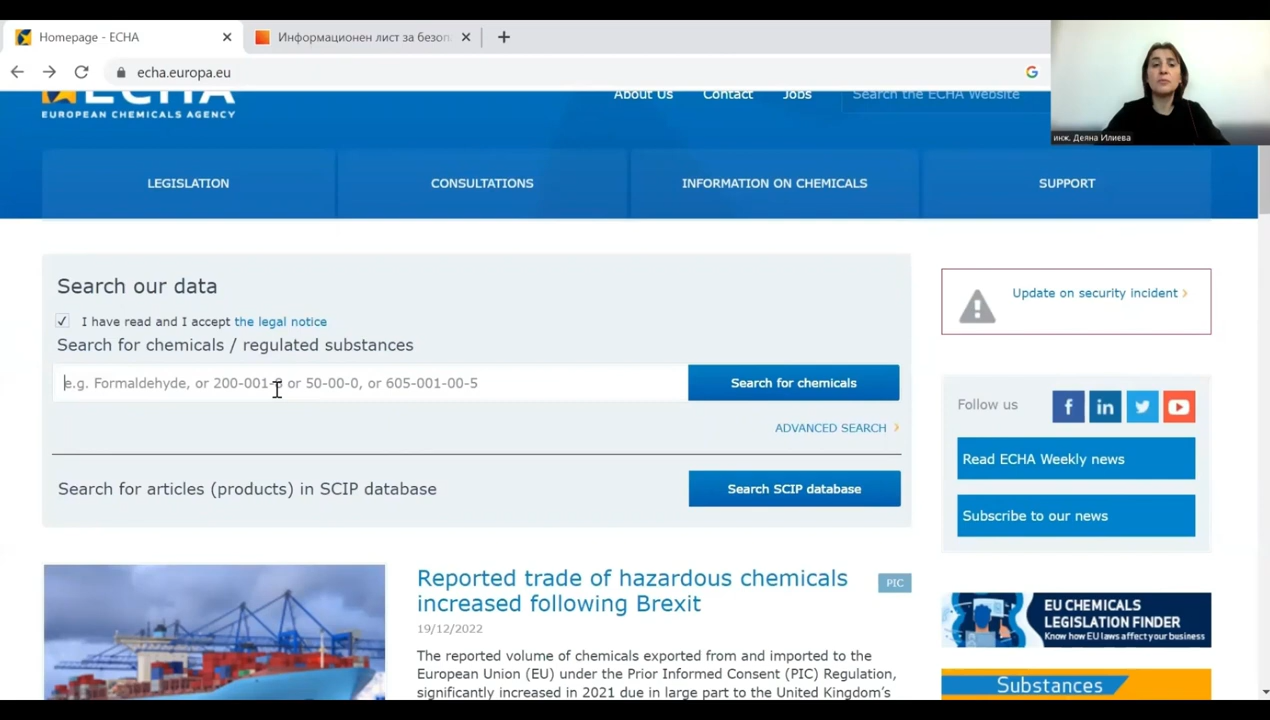 Homepage - ECHA
Информационен лист за безоп
echa.europa.eu
ECHA
EUROPEAN CHEMICALS AGENCY
About Us
Contact
Jobs
Search the ECHA Website
инж. Деяна Илиева
LEGISLATION
CONSULTATIONS
INFORMATION ON CHEMICALS
SUPPORT
Search our data
I have read and I accept the legal notice
Search for chemicals / regulated substances
e.g. Formaldehyde, or 200-001-8 or 50-00-0, or 605-001-00-5
Search for chemicals
ADVANCED SEARCH
Search for articles (products) in SCIP database
Search SCIP database
Update on security incident
Follow us
Read ECHA Weekly news
Subscribe to our news
Reported trade of hazardous chemicals
increased following Brexit
PIC
19/12/2022
The reported volume of chemicals exported from and imported to the
European Union (EU) under the Prior Informed Consent (PIC) Regulation,
significantly increased in 2021 due in large part to the United Kingdom's
EU CHEMICALS
LEGISLATION FINDER
Know how EU laws affect your business
Substances